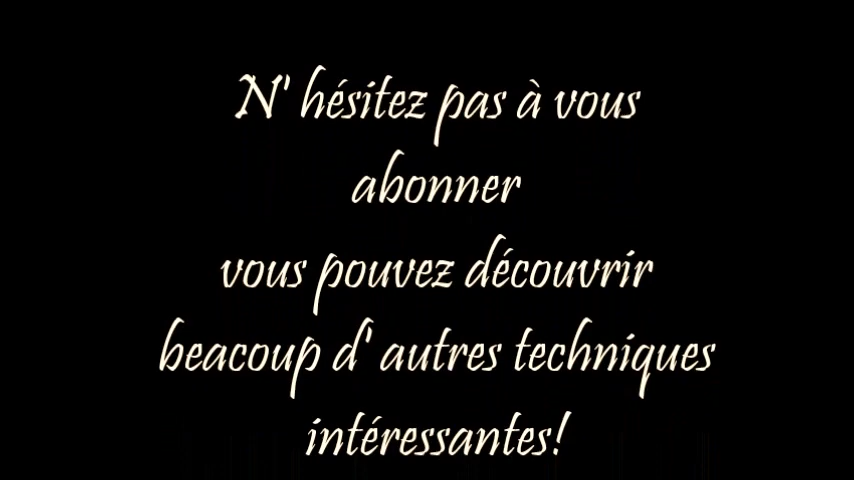 N' hésitez pas à vous
abonner
vous pouvez découvrir
beacoup d' autres techniques
intéressantes!